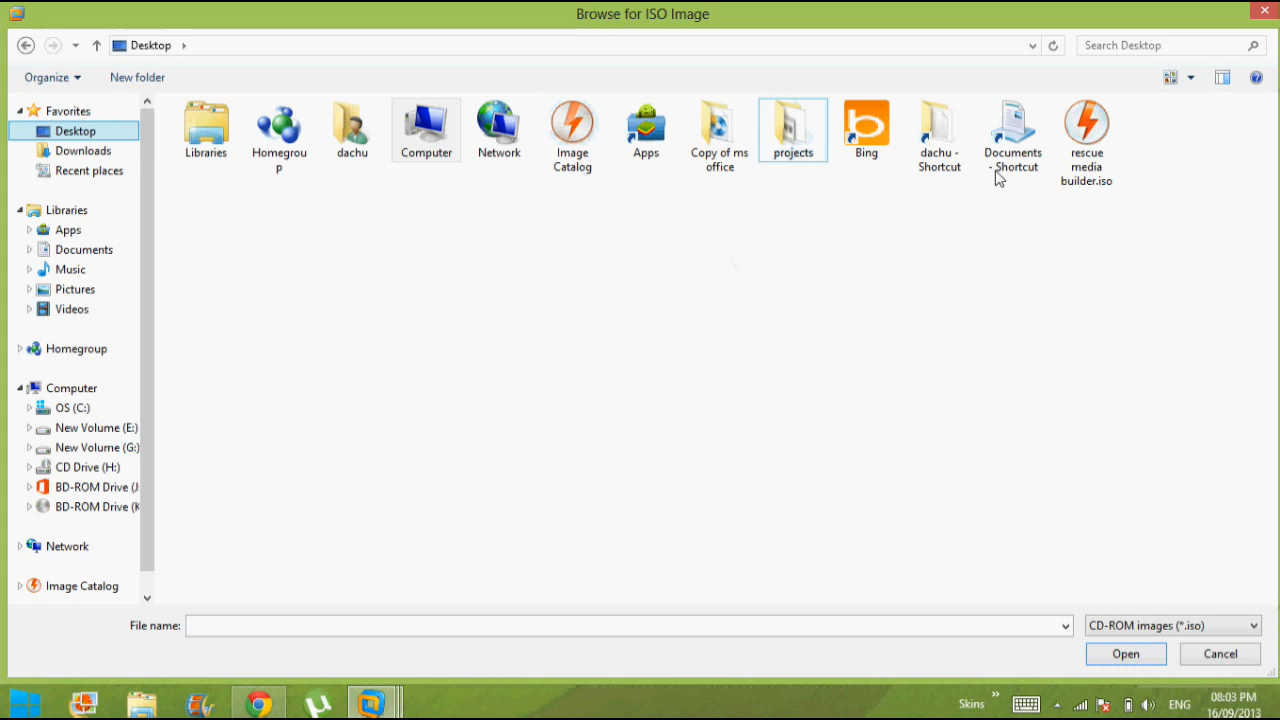 Browse for ISO Image
Desktop
Search Desktop
Organize
New folder
Favorites
Desktop
Downloads
Recent places
Libraries
Apps
Documents
Music
Pictures
Videos
Homegroup
Computer
OS (C:)
New Volume (E:)
New Volume (G:)
CD Drive (H:)
BD-ROM Drive (J
BD-ROM Drive (K
Network
Image Catalog
Libraries
Homegrou
p
dachu
Computer
Network
Image
Catalog
Apps
Copy of ms
office
projects
Bing
dachu -
Shortcut
Documents
- Shortcut
rescue
media
builder.iso
File name:
CD-ROM images (*.iso)
Open
Cancel
Skins
ENG
08:03 PM
16/09/2013